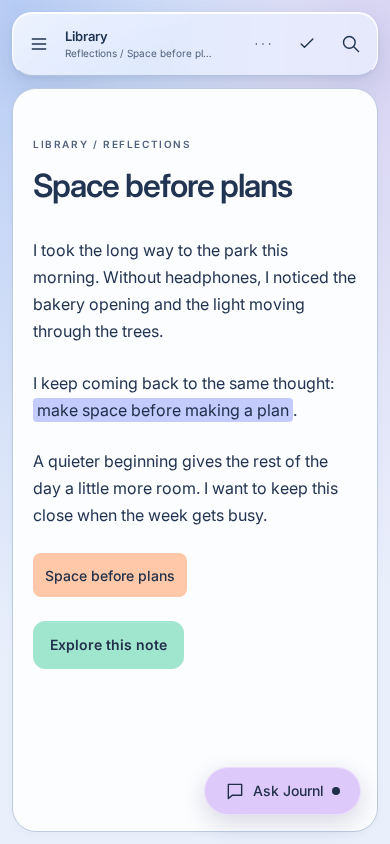 Library
Reflections / Space before pl...
LIBRARY / REFLECTIONS
Space before plans
I took the long way to the park this
morning. Without headphones, I noticed the
bakery opening and the light moving
through the trees.
I keep coming back to the same thought:
make space before making a plan.
A quieter beginning gives the rest of the
day a little more room. I want to keep this
close when the week gets busy.
Space before plans
Explore this note
Ask Journl